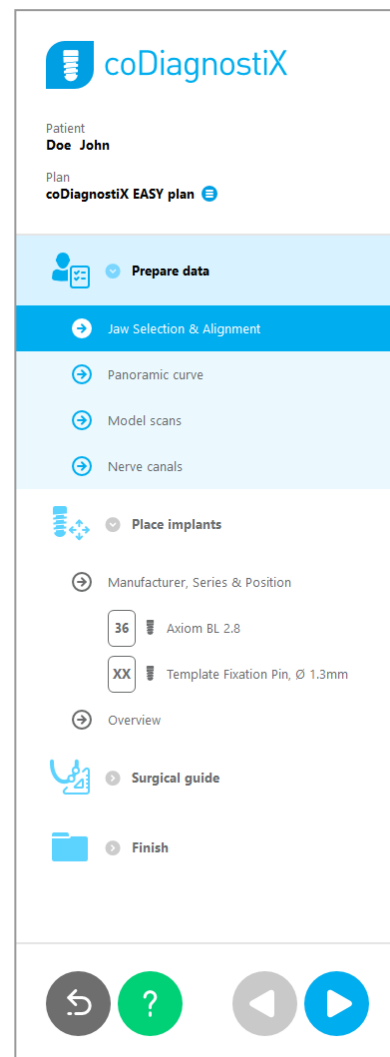 coDiagnostiX
Patient
Doe John
Plan
coDiagnostiX EASY plan
Prepare data
Jaw Selection & Alignment
Panoramic curve
Model scans
Nerve canals
Place implants
Manufacturer, Series & Position
36 Axiom BL 2.8
XX Template Fixation Pin, Ø 1.3mm
Overview
Surgical guide
Finish
?